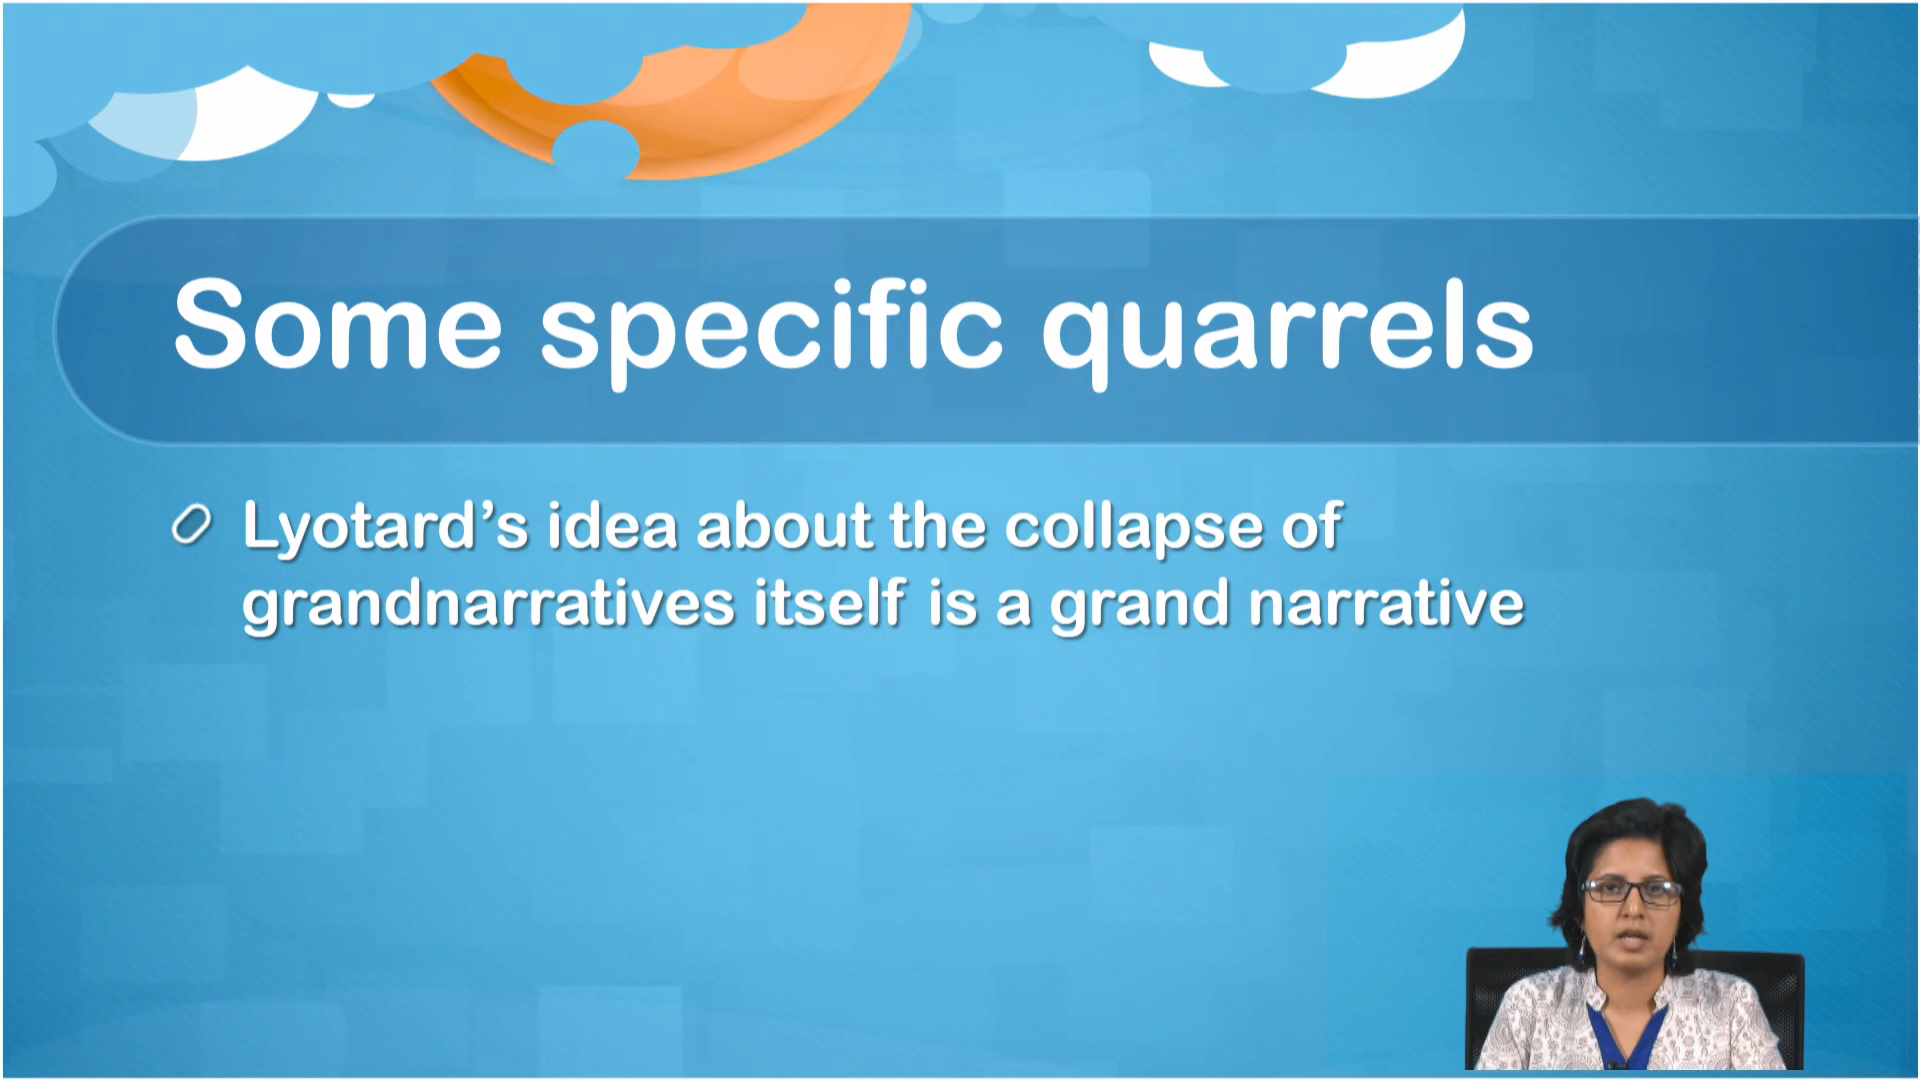 Some specific quarrels
Lyotard’s idea about the collapse of
grandnarratives itself is a grand narrative